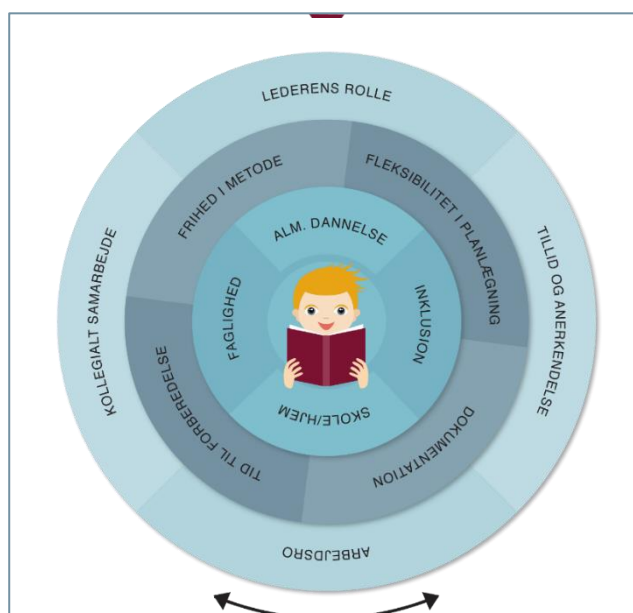 LEDERENS ROLLE
TILLID OG ANERKENDELSE
ARBEJDSRO
KOLLEGIALT SAMARBEJDE
FRIHED I METODE
FLEKSIBILITET I PLANLÆGNING
DOKUMENTATION
TID TIL FORBEREDELSE
ALM. DANNELSE
INKLUSION
SKOLE/HJEM
FAGLIGHED